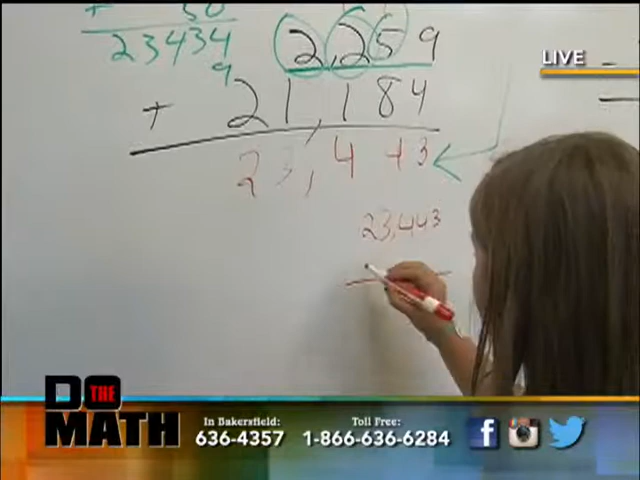 + 50
23434
9
2,259
+ 21,184
23,443
23,443
LIVE
DO THE MATH
In Bakersfield:
636-4357
Toll Free:
1-866-636-6284